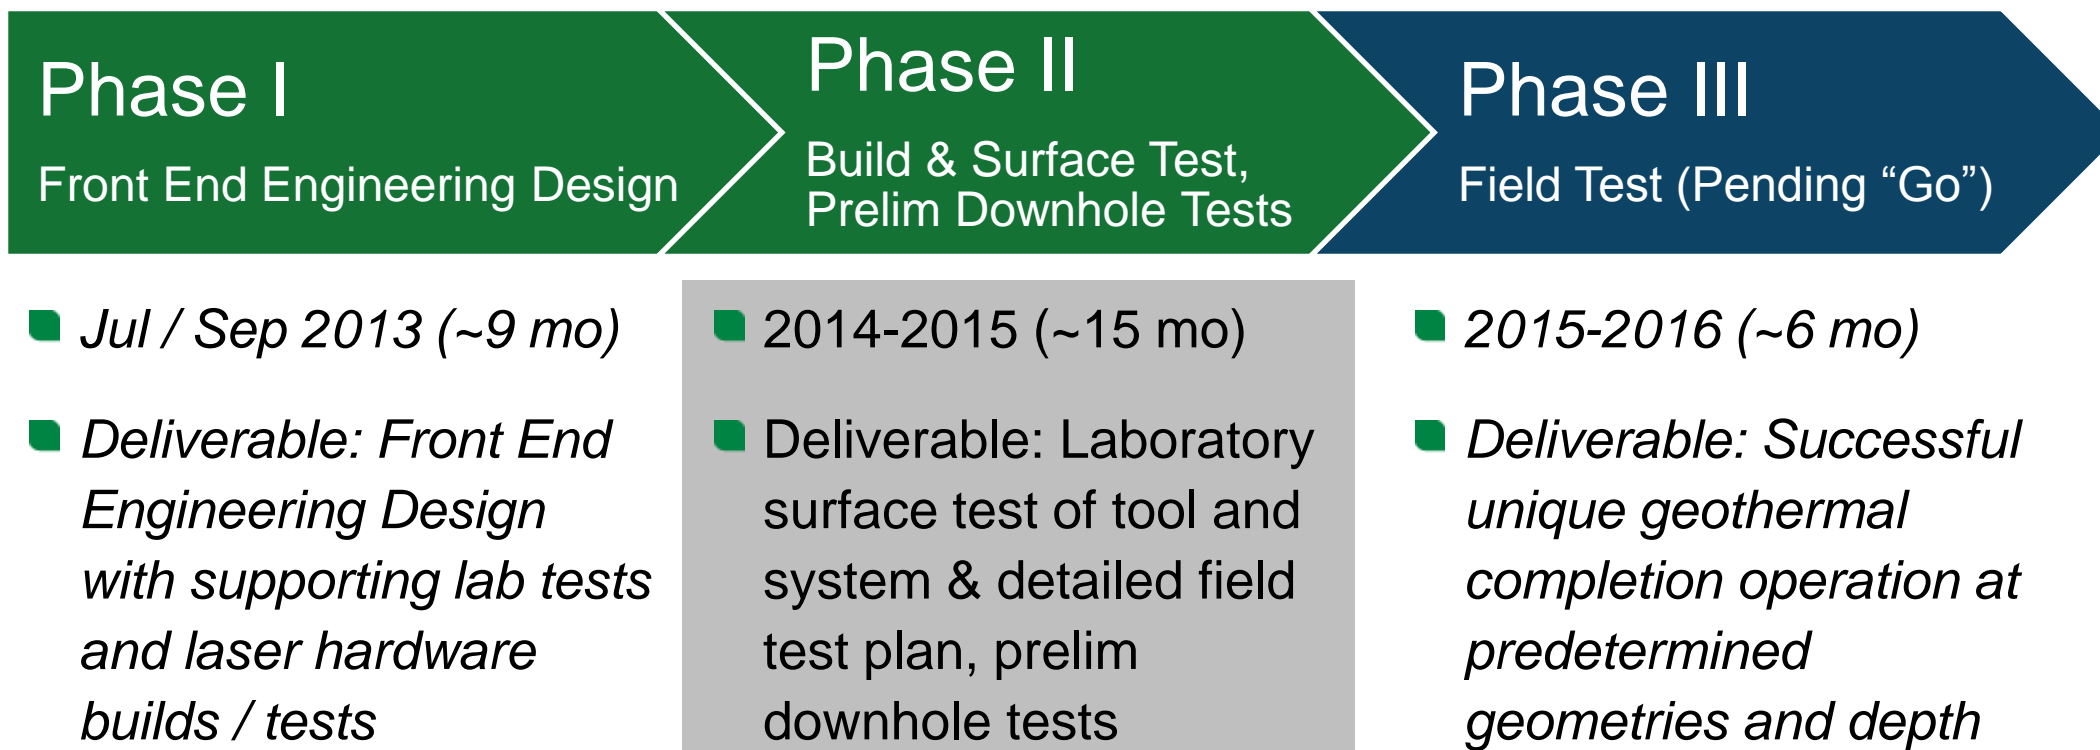 Phase I
Front End Engineering Design
Phase II
Build & Surface Test,
Prelim Downhole Tests
Phase III
Field Test (Pending “Go”)
Jul / Sep 2013 (~9 mo)
Deliverable: Front End
Engineering Design
with supporting lab tests
and laser hardware
builds / tests
2014-2015 (~15 mo)
Deliverable: Laboratory
surface test of tool and
system & detailed field
test plan, prelim
downhole tests
2015-2016 (~6 mo)
Deliverable: Successful
unique geothermal
completion operation at
predetermined
geometries and depth